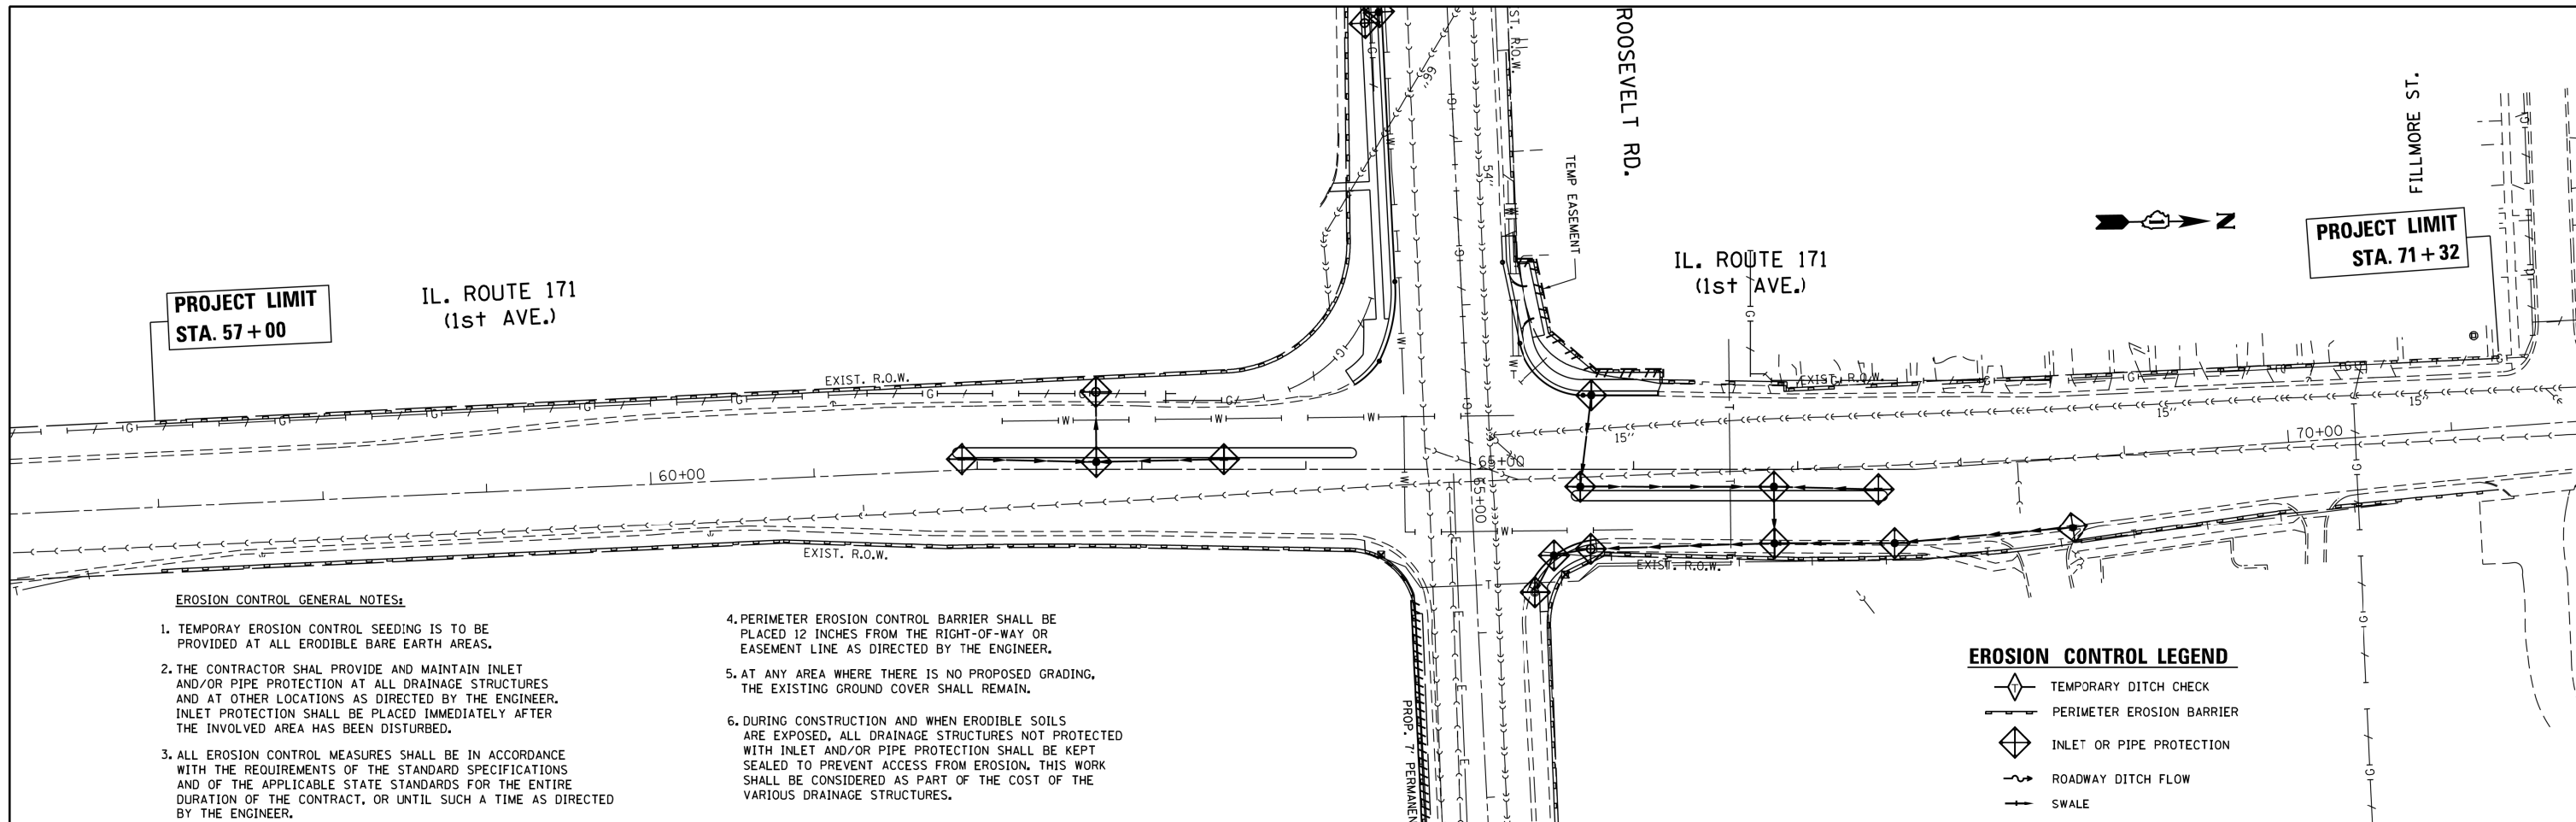 ROOSEVELT RD.
ST. R.O.W.
66"
54"
TEMP EASEMENT
FILLMORE ST.
N
1
PROJECT LIMIT
STA. 71+32
IL. ROUTE 171
(1st AVE.)
PROJECT LIMIT
STA. 57+00
IL. ROUTE 171
(1st AVE.)
EXIST. R.O.W.
EXIST. R.O.W.
15"
15"
15"
70+00
60+00
65+00
65+00
EXIST. R.O.W.
EXIST. R.O.W.
PROP. 7' PERMANEN
EROSION CONTROL GENERAL NOTES:
1. TEMPORAY EROSION CONTROL SEEDING IS TO BE
PROVIDED AT ALL ERODIBLE BARE EARTH AREAS.
2. THE CONTRACTOR SHAL PROVIDE AND MAINTAIN INLET
AND/OR PIPE PROTECTION AT ALL DRAINAGE STRUCTURES
AND AT OTHER LOCATIONS AS DIRECTED BY THE ENGINEER.
INLET PROTECTION SHALL BE PLACED IMMEDIATELY AFTER
THE INVOLVED AREA HAS BEEN DISTURBED.
3. ALL EROSION CONTROL MEASURES SHALL BE IN ACCORDANCE
WITH THE REQUIREMENTS OF THE STANDARD SPECIFICATIONS
AND OF THE APPLICABLE STATE STANDARDS FOR THE ENTIRE
DURATION OF THE CONTRACT, OR UNTIL SUCH A TIME AS DIRECTED
BY THE ENGINEER.
4. PERIMETER EROSION CONTROL BARRIER SHALL BE
PLACED 12 INCHES FROM THE RIGHT-OF-WAY OR
EASEMENT LINE AS DIRECTED BY THE ENGINEER.
5. AT ANY AREA WHERE THERE IS NO PROPOSED GRADING,
THE EXISTING GROUND COVER SHALL REMAIN.
6. DURING CONSTRUCTION AND WHEN ERODIBLE SOILS
ARE EXPOSED, ALL DRAINAGE STRUCTURES NOT PROTECTED
WITH INLET AND/OR PIPE PROTECTION SHALL BE KEPT
SEALED TO PREVENT ACCESS FROM EROSION. THIS WORK
SHALL BE CONSIDERED AS PART OF THE COST OF THE
VARIOUS DRAINAGE STRUCTURES.
EROSION CONTROL LEGEND
T TEMPORARY DITCH CHECK
PERIMETER EROSION BARRIER
INLET OR PIPE PROTECTION
ROADWAY DITCH FLOW
SWALE